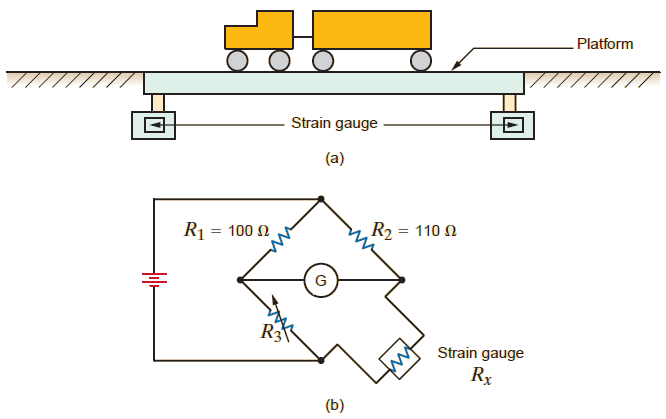 Platform
Strain gauge
(a)
R₁ = 100 Ω
R₂ = 110 Ω
G
R₃
Strain gauge
Rₓ
(b)